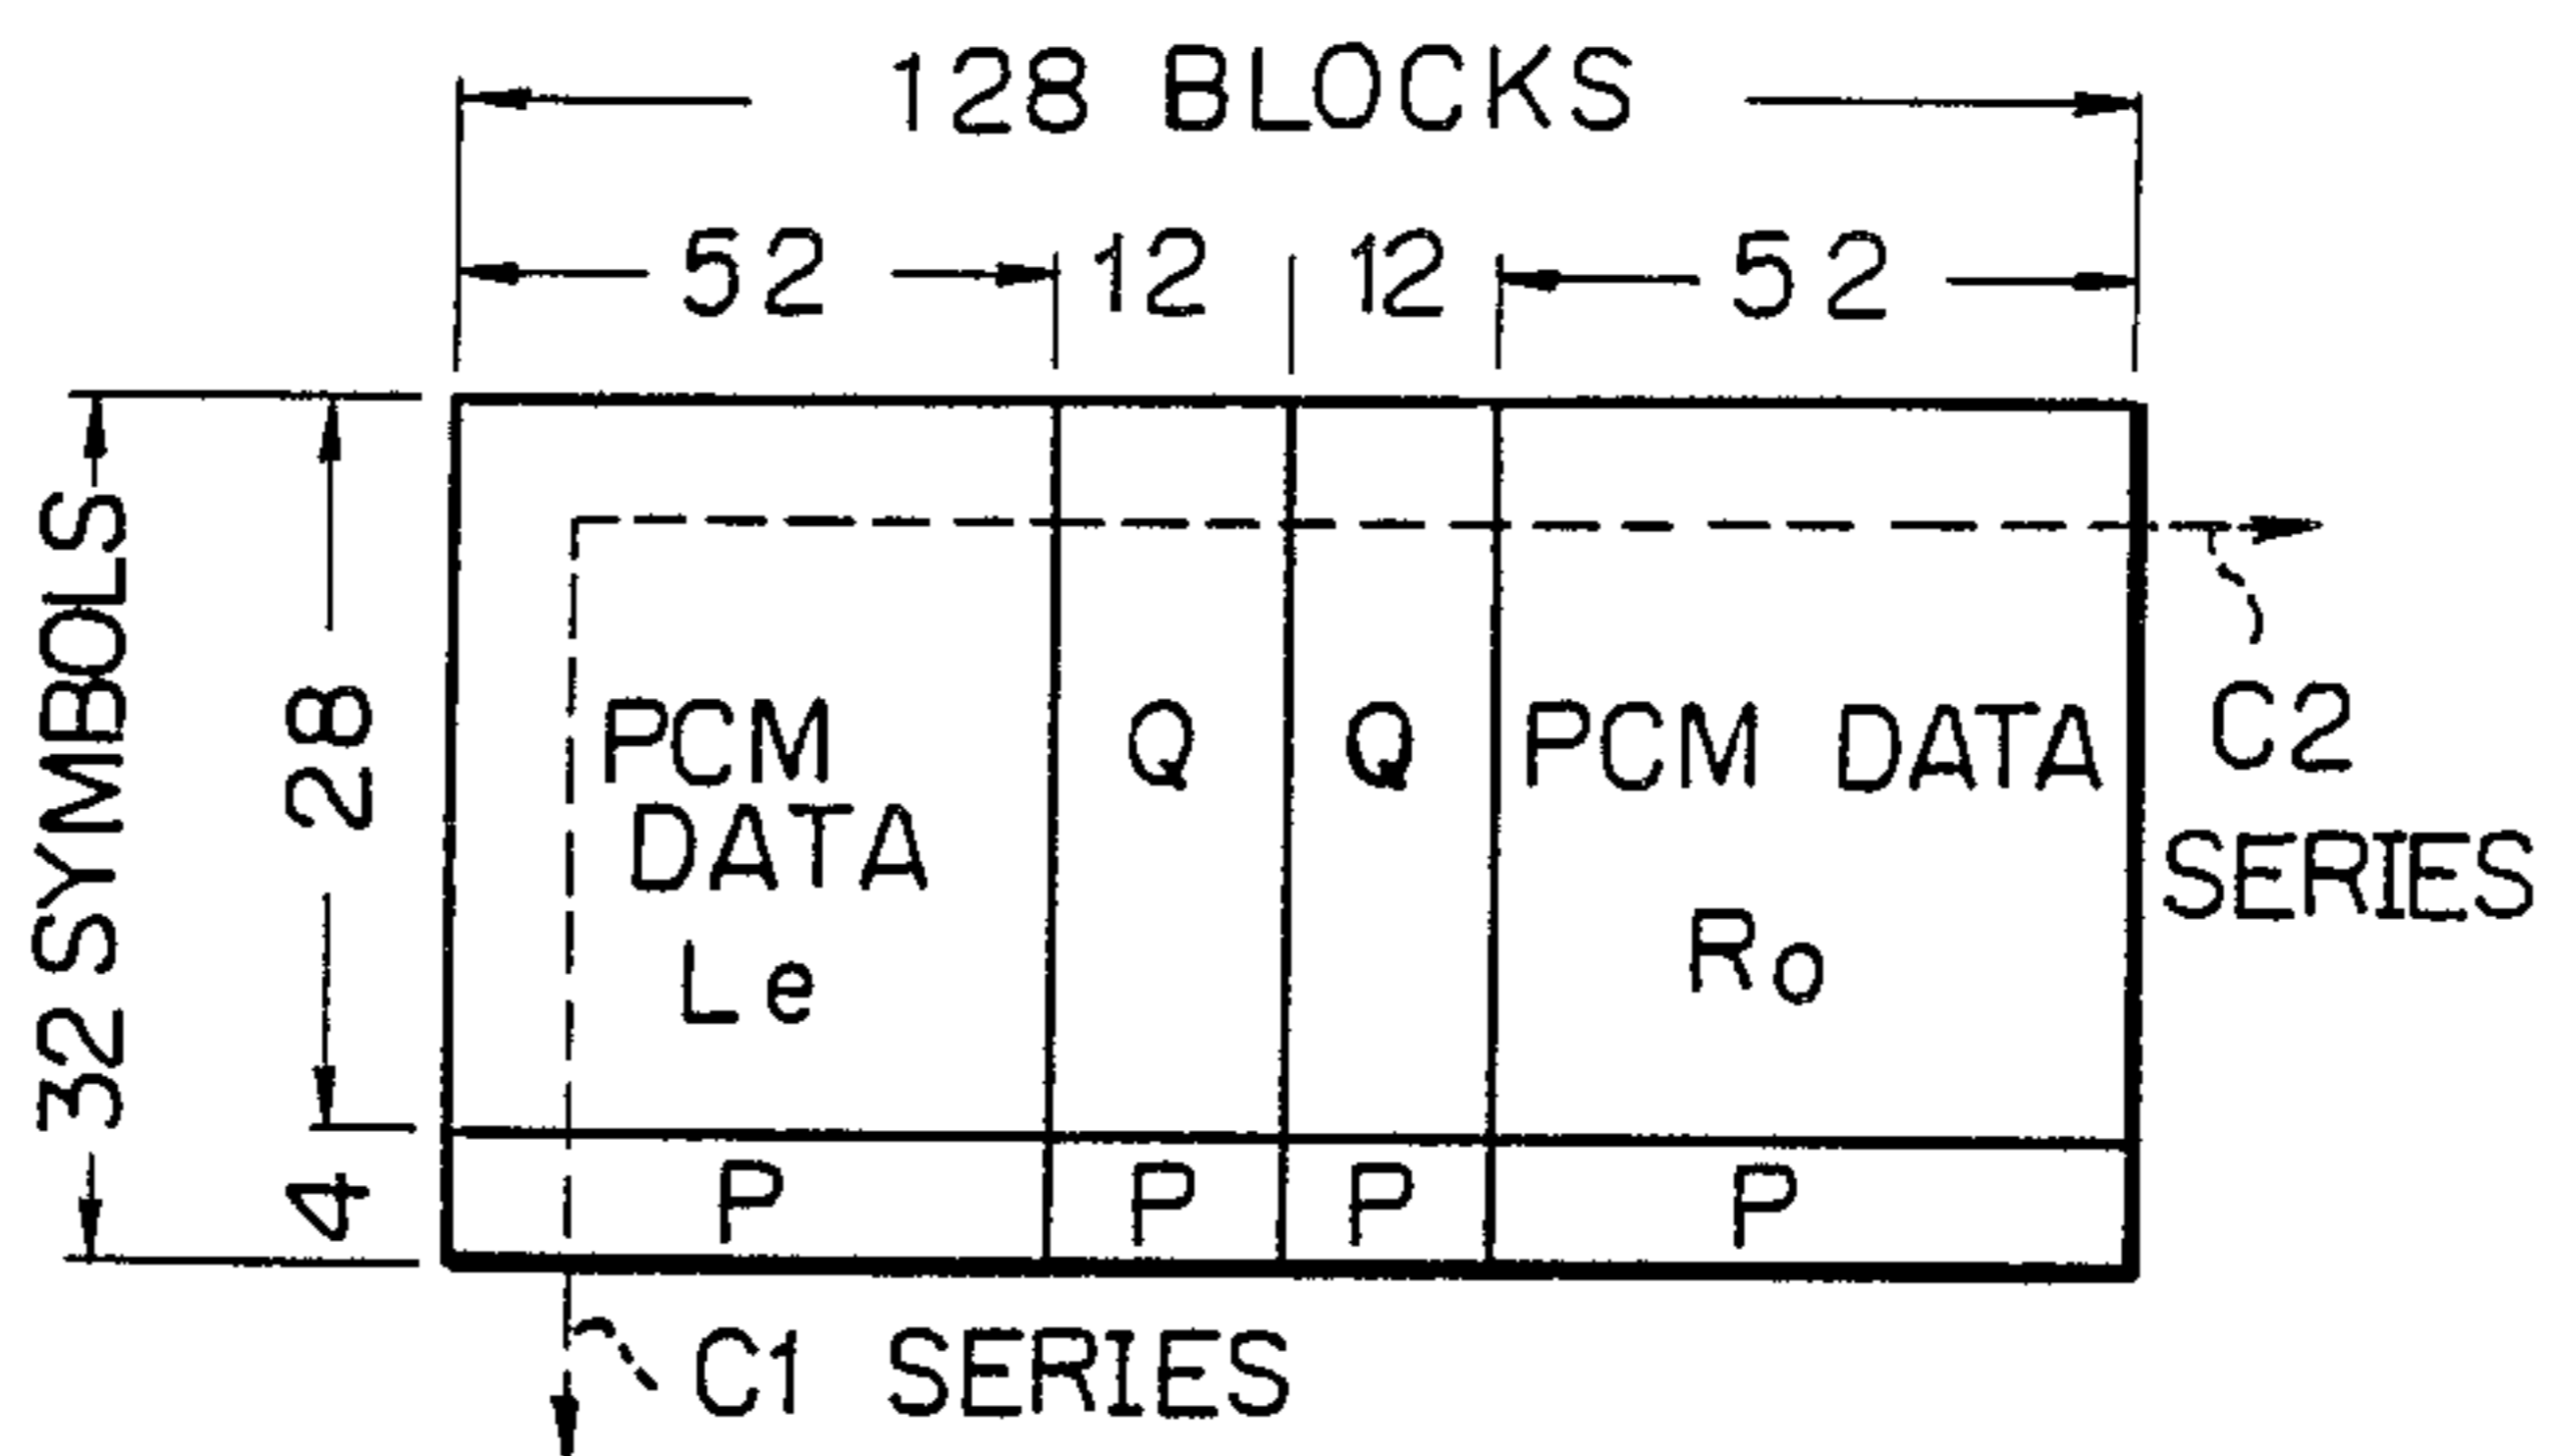 128 BLOCKS
52 12 12 52
32 SYMBOLS
28
4
PCM DATA Le
Q
Q
PCM DATA Ro
P P P P
C2 SERIES
C1 SERIES